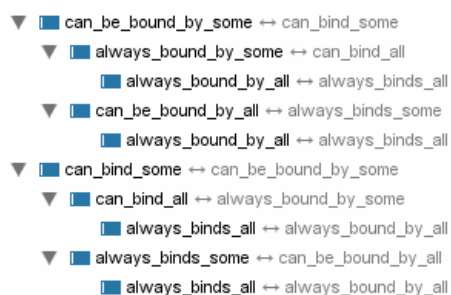 can_be_bound_by_some ↔ can_bind_some
always_bound_by_some ↔ can_bind_all
always_bound_by_all ↔ always_binds_all
can_be_bound_by_all ↔ always_binds_some
always_bound_by_all ↔ always_binds_all
can_bind_some ↔ can_be_bound_by_some
can_bind_all ↔ always_bound_by_some
always_binds_all ↔ always_bound_by_all
always_binds_some ↔ can_be_bound_by_all
always_binds_all ↔ always_bound_by_all